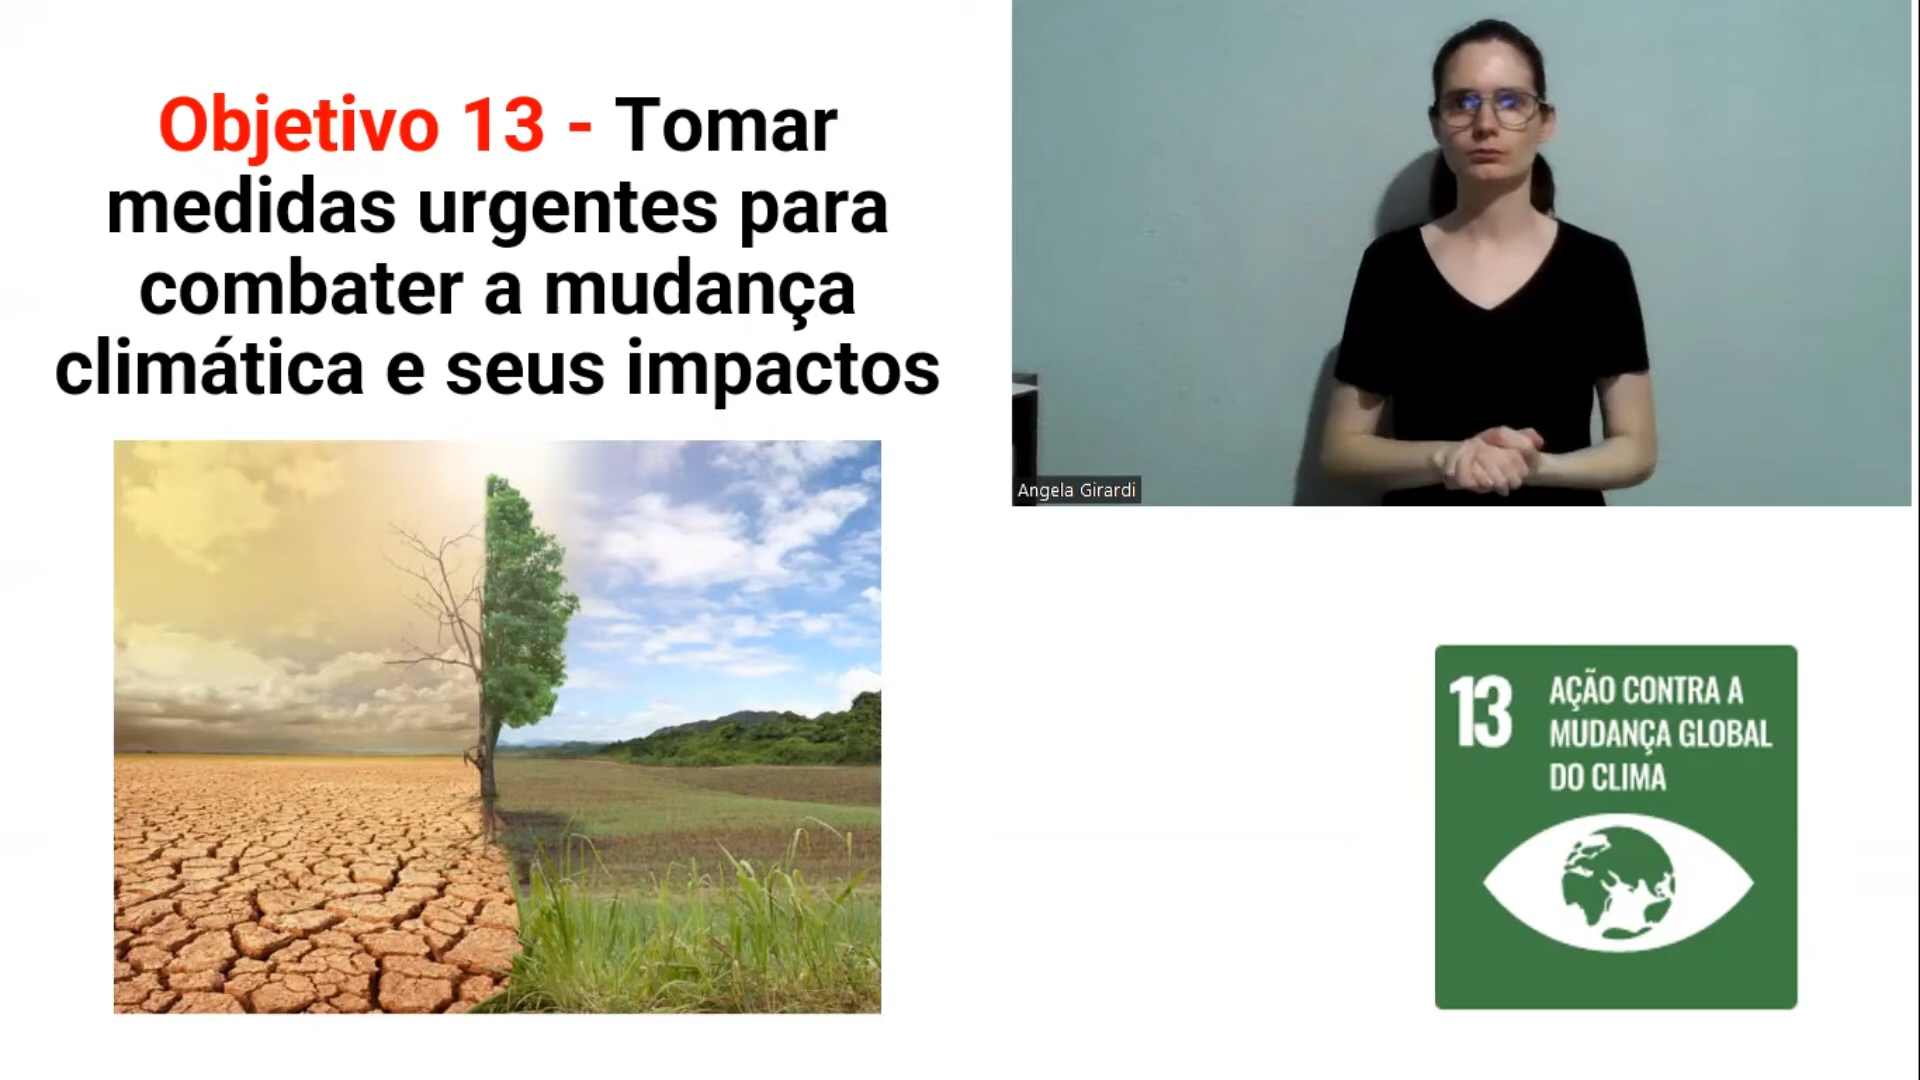 Objetivo 13 - Tomar
medidas urgentes para
combater a mudança
climática e seus impactos
Angela Girardi
13
AÇÃO CONTRA A
MUDANÇA GLOBAL
DO CLIMA